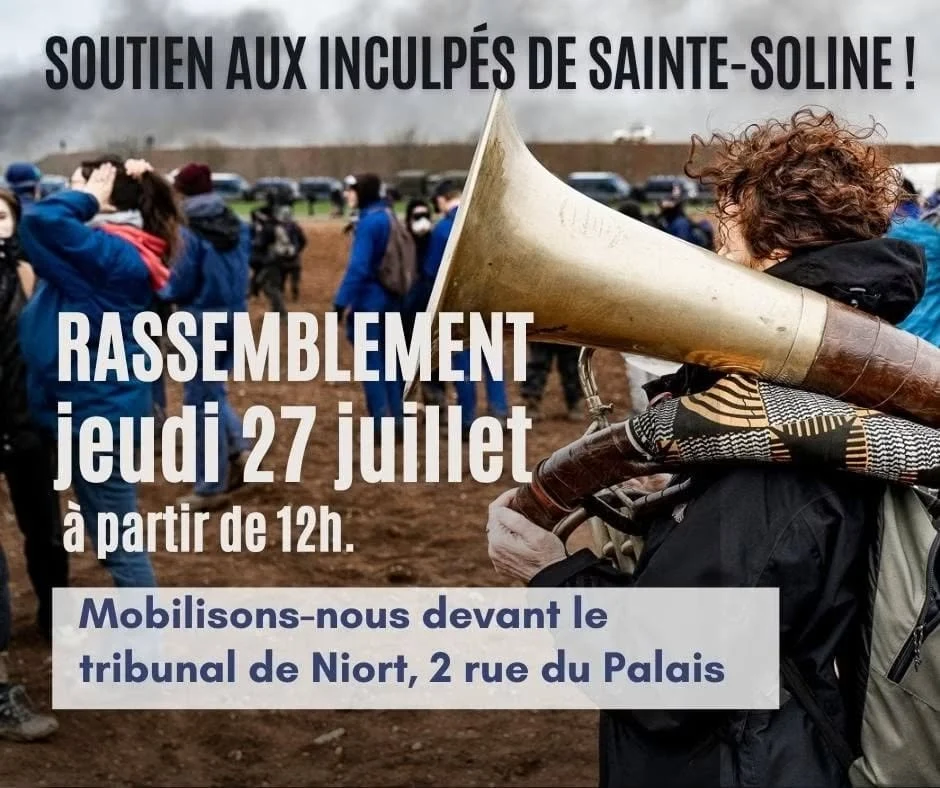 SOUTIEN AUX INCULPÉS DE SAINTE-SOLINE !
RASSEMBLEMENT
jeudi 27 juillet
à partir de 12h.
Mobilisons-nous devant le
tribunal de Niort, 2 rue du Palais